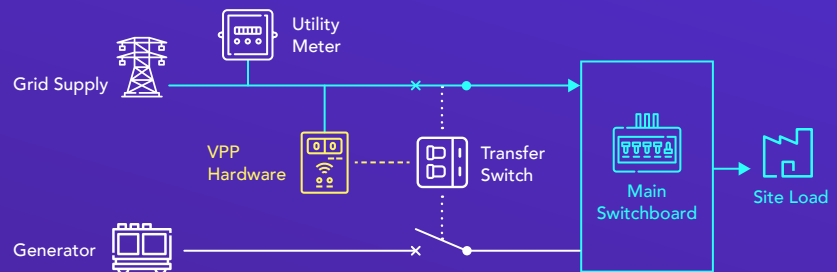 Utility
Meter
Grid Supply
VPP
Hardware
Transfer
Switch
Main
Switchboard
Site Load
Generator